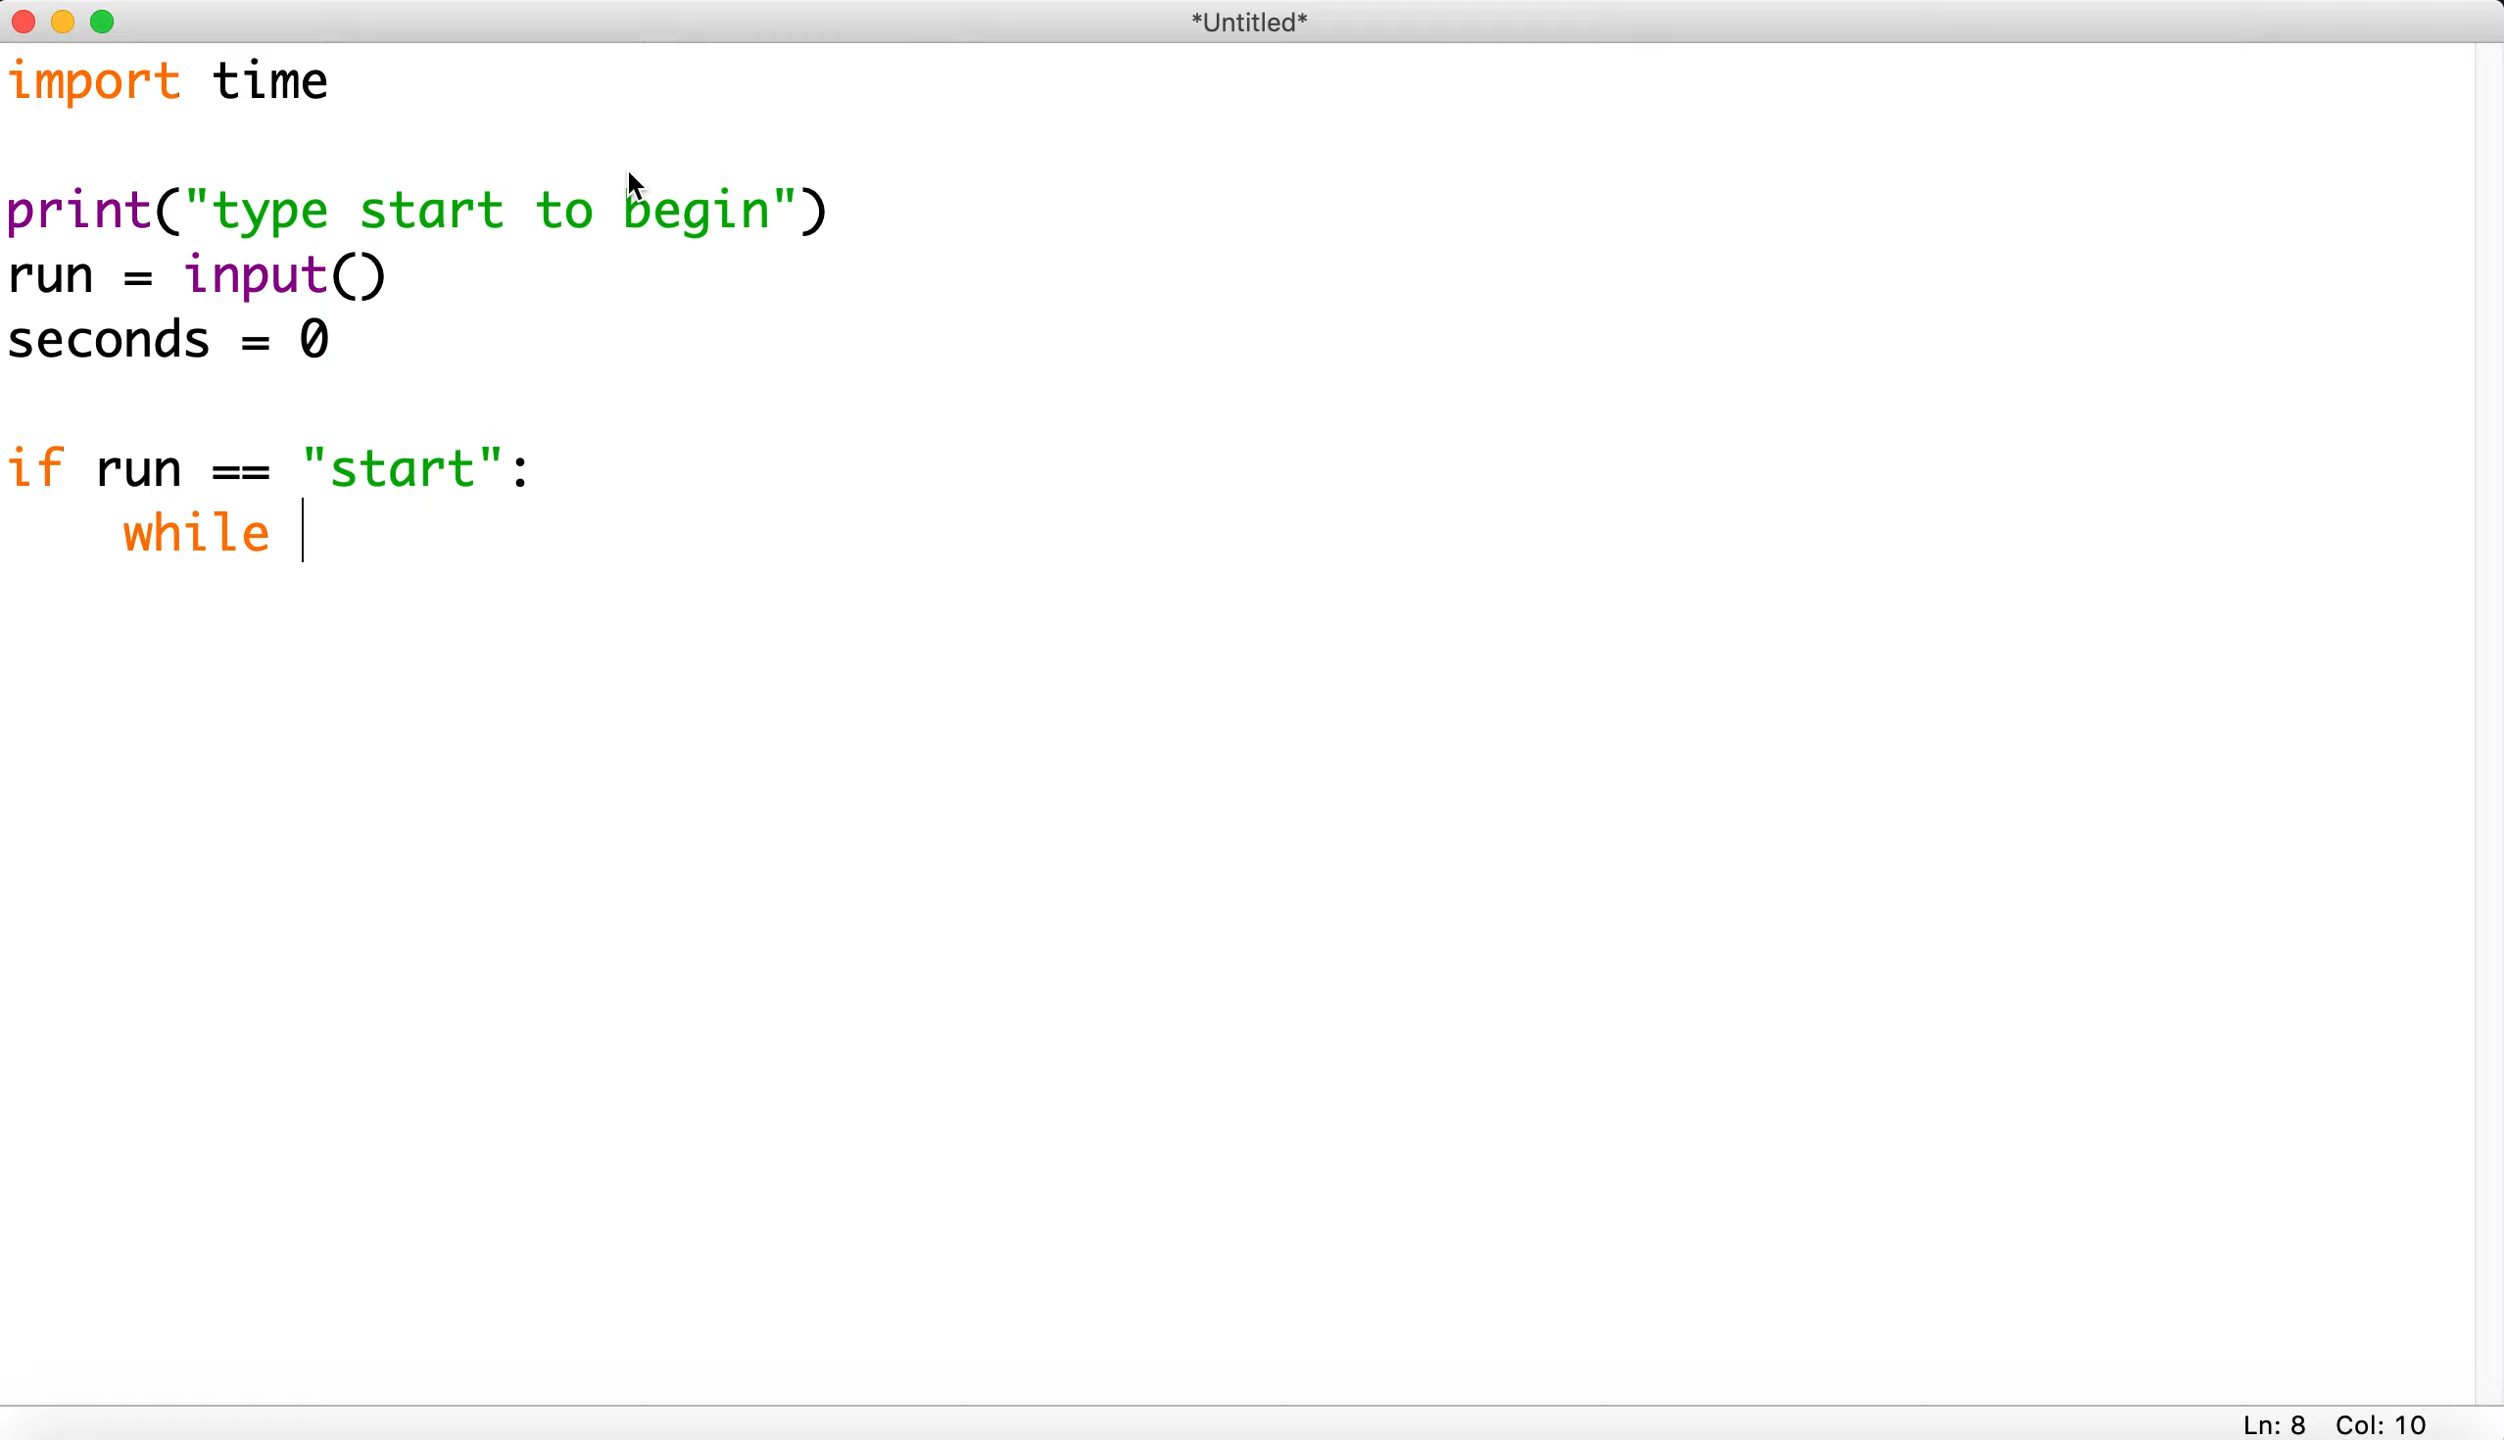 *Untitled*
import time
print("type start to begin")
run = input()
seconds = 0
if run == "start":
    while
Ln: 8 Col: 10